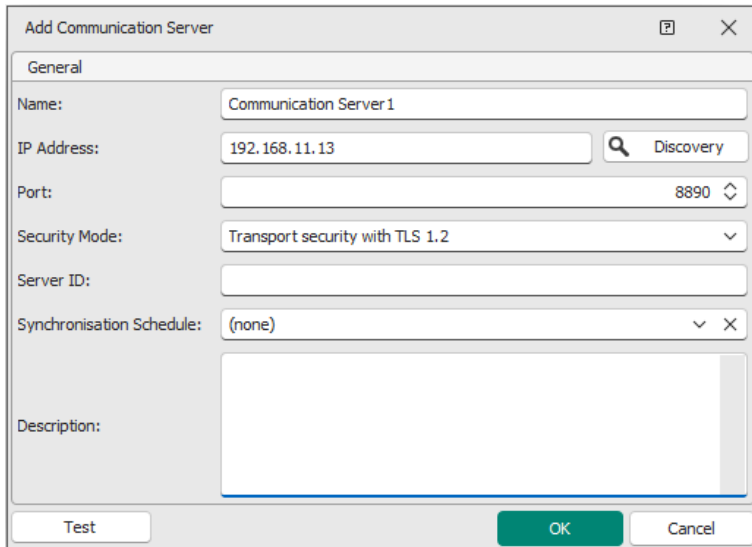 Add Communication Server
General
Name: Communication Server1
IP Address: 192.168.11.13 Discovery
Port: 8890
Security Mode: Transport security with TLS 1.2
Server ID:
Synchronisation Schedule: (none)
Description:
Test OK Cancel